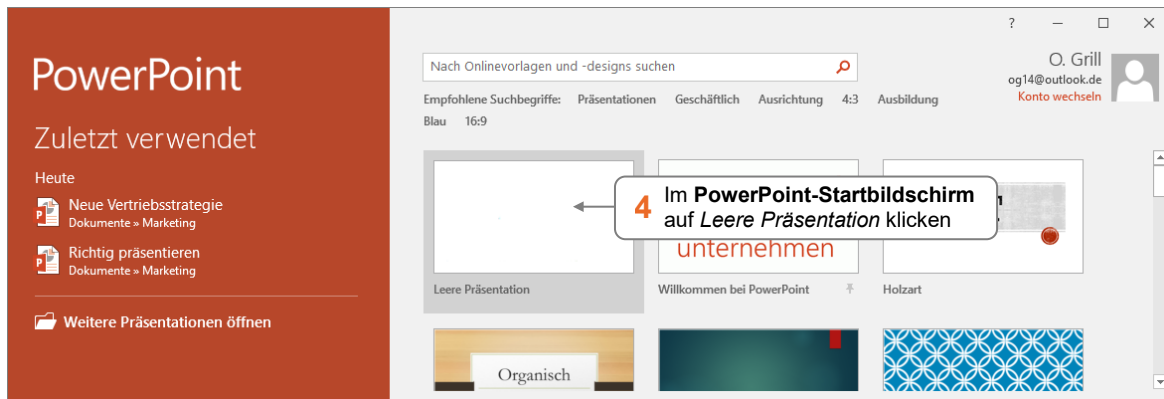 ?
PowerPoint
Zuletzt verwendet
Heute
Neue Vertriebsstrategie
Dokumente » Marketing
Richtig präsentieren
Dokumente » Marketing
Weitere Präsentationen öffnen
Nach Onlinevorlagen und -designs suchen
O. Grill
og14@outlook.de
Konto wechseln
Empfohlene Suchbegriffe: Präsentationen Geschäftlich Ausrichtung 4:3 Ausbildung
Blau 16:9
4 Im PowerPoint-Startbildschirm
auf Leere Präsentation klicken
unternehmen
Leere Präsentation
Willkommen bei PowerPoint
Holzart
Organisch